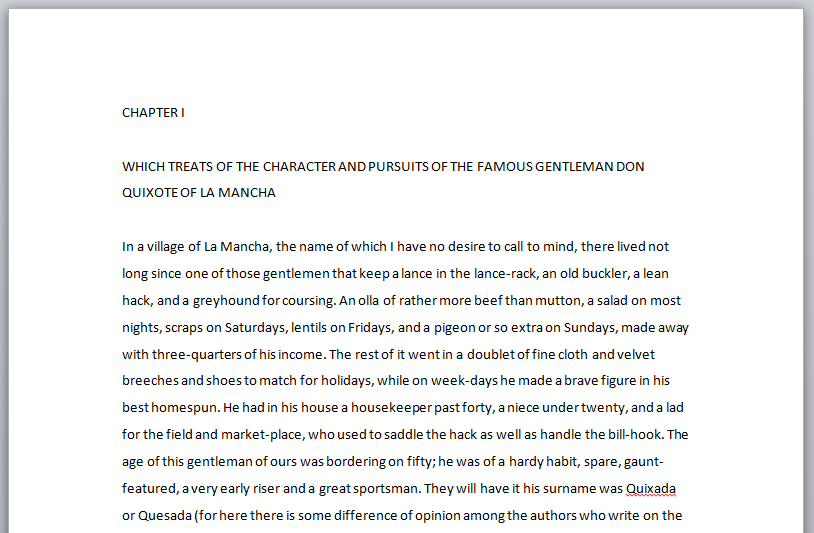 CHAPTER I
WHICH TREATS OF THE CHARACTER AND PURSUITS OF THE FAMOUS GENTLEMAN DON
QUIXOTE OF LA MANCHA
In a village of La Mancha, the name of which I have no desire to call to mind, there lived not
long since one of those gentlemen that keep a lance in the lance-rack, an old buckler, a lean
hack, and a greyhound for coursing. An olla of rather more beef than mutton, a salad on most
nights, scraps on Saturdays, lentils on Fridays, and a pigeon or so extra on Sundays, made away
with three-quarters of his income. The rest of it went in a doublet of fine cloth and velvet
breeches and shoes to match for holidays, while on week-days he made a brave figure in his
best homespun. He had in his house a housekeeper past forty, a niece under twenty, and a lad
for the field and market-place, who used to saddle the hack as well as handle the bill-hook. The
age of this gentleman of ours was bordering on fifty; he was of a hardy habit, spare, gaunt-
featured, a very early riser and a great sportsman. They will have it his surname was Quixada
or Quesada (for here there is some difference of opinion among the authors who write on the